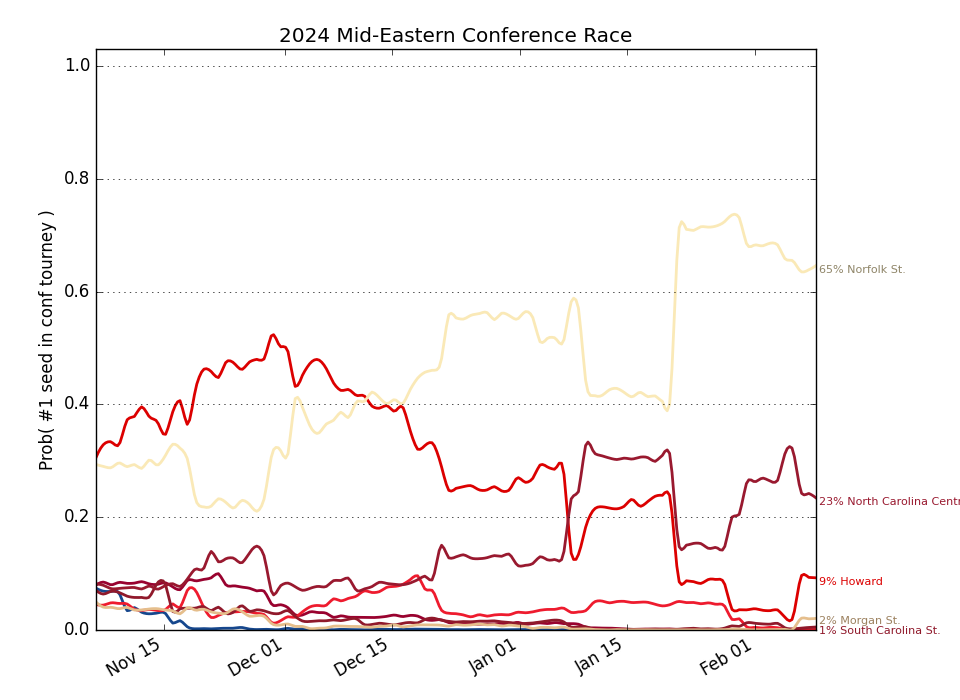 2024 Mid-Eastern Conference Race
Prob( #1 seed in conf tourney )
1.0
0.8
0.6
0.4
0.2
0.0
Nov 15
Dec 01
Dec 15
Jan 01
Jan 15
Feb 01
65% Norfolk St.
23% North Carolina Centr
9% Howard
2% Morgan St.
1% South Carolina St.